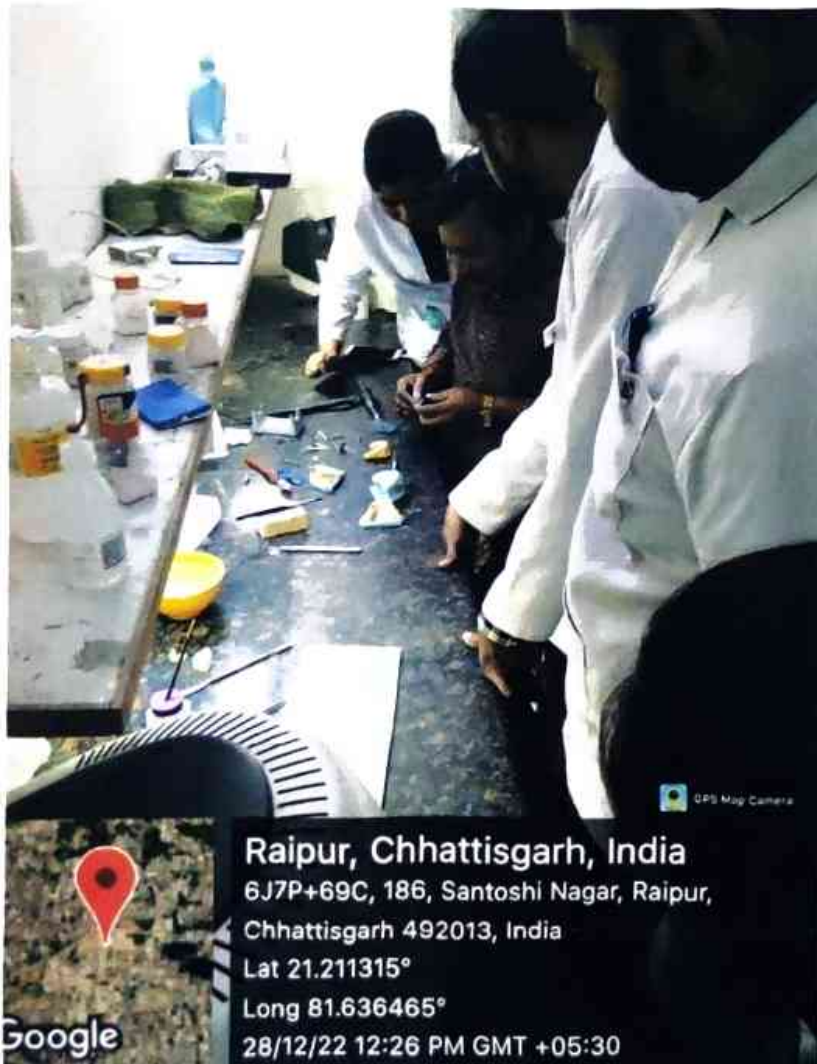 GPS Map Camera
Raipur, Chhattisgarh, India
6J7P+69C, 186, Santoshi Nagar, Raipur,
Chhattisgarh 492013, India
Lat 21.211315°
Long 81.636465°
28/12/22 12:26 PM GMT +05:30
Google